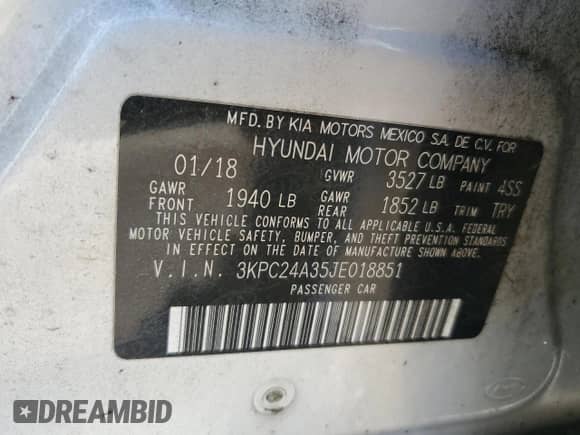 MFD. BY KIA MOTORS MEXICO S.A. DE C.V. FOR
HYUNDAI MOTOR COMPANY
01/18 GVWR 3527 LB PAINT 4SS
GAWR FRONT 1940 LB GAWR REAR 1852 LB TRIM TRY
THIS VEHICLE CONFORMS TO ALL APPLICABLE U.S.A. FEDERAL
MOTOR VEHICLE SAFETY, BUMPER, AND THEFT PREVENTION STANDARDS
IN EFFECT ON THE DATE OF MANUFACTURE SHOWN ABOVE.
V.I.N. 3KPC24A35JE018851
PASSENGER CAR
DREAMBID